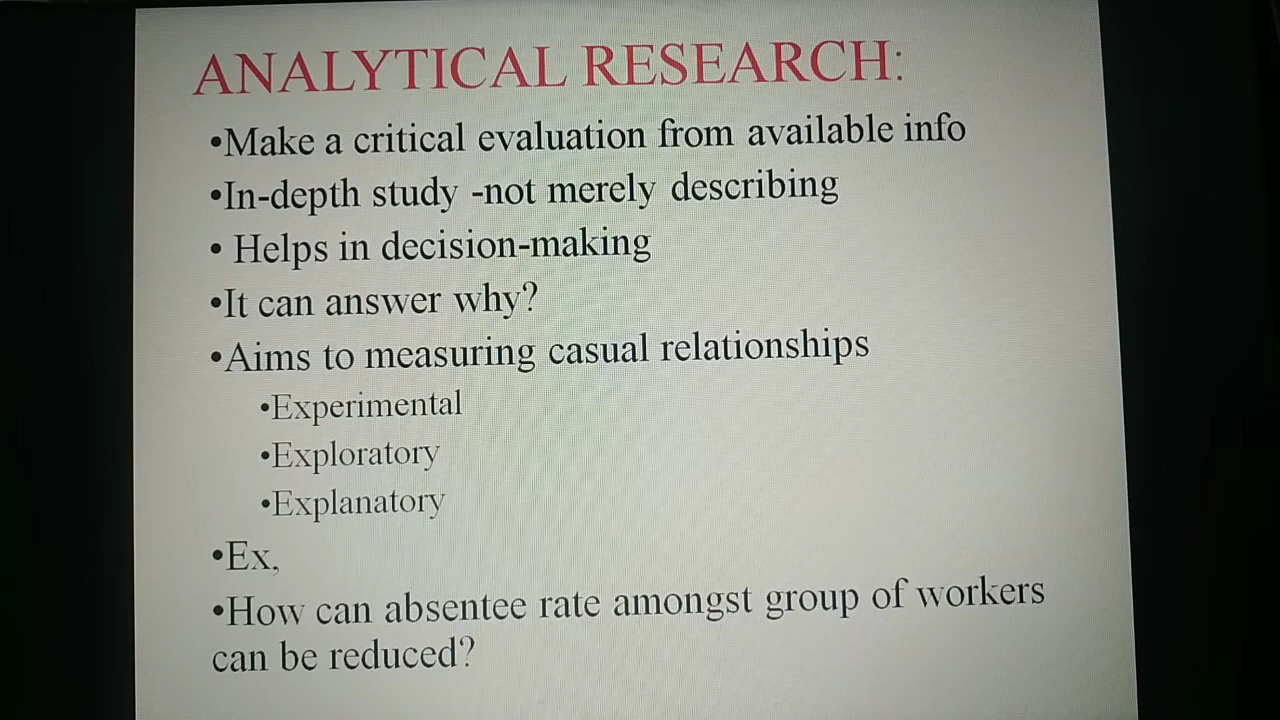 ANALYTICAL RESEARCH:
•Make a critical evaluation from available info
•In-depth study -not merely describing
• Helps in decision-making
•It can answer why?
•Aims to measuring casual relationships
•Experimental
•Exploratory
•Explanatory
•Ex,
•How can absentee rate amongst group of workers
can be reduced?